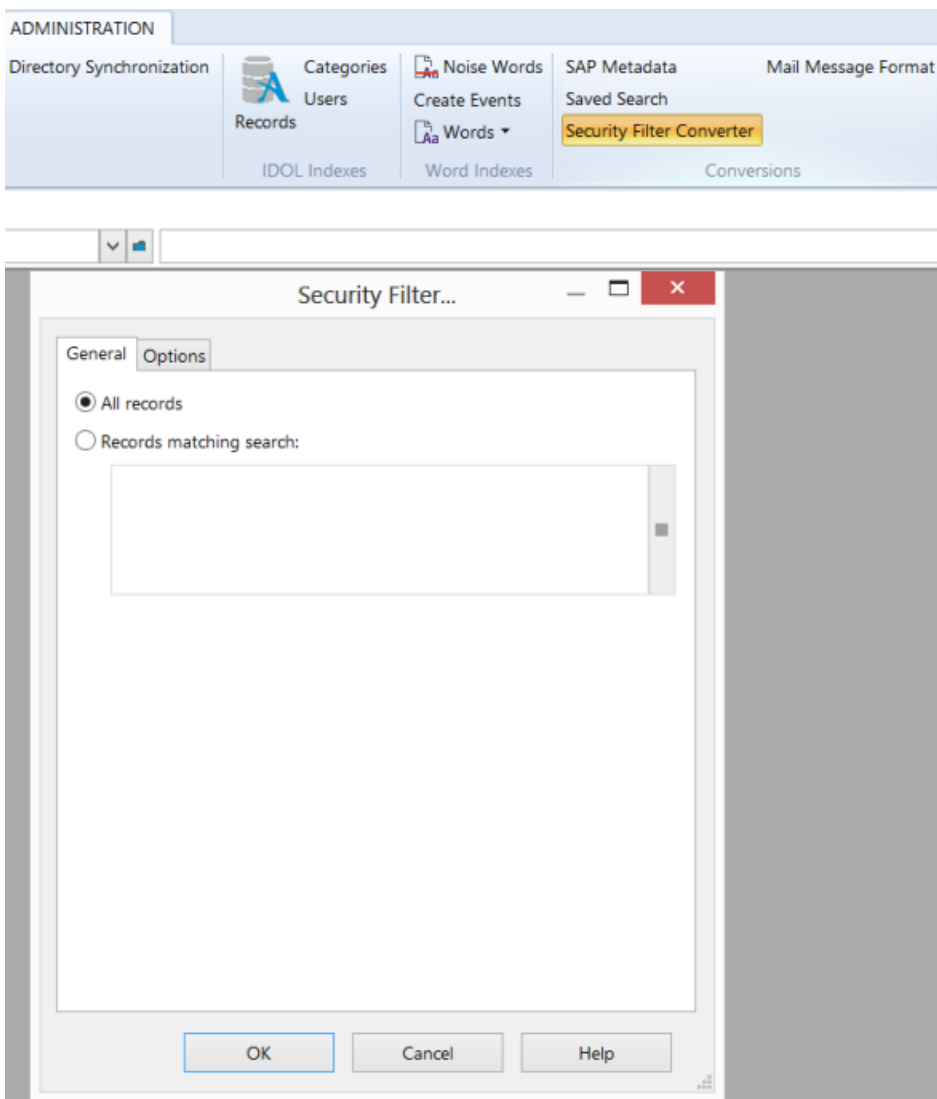 ADMINISTRATION
Directory Synchronization
Records
Categories
Users
IDOL Indexes
Noise Words
Create Events
Aa Words
Word Indexes
SAP Metadata
Saved Search
Security Filter Converter
Mail Message Format
Conversions
Security Filter...
General
Options
All records
Records matching search:
OK
Cancel
Help